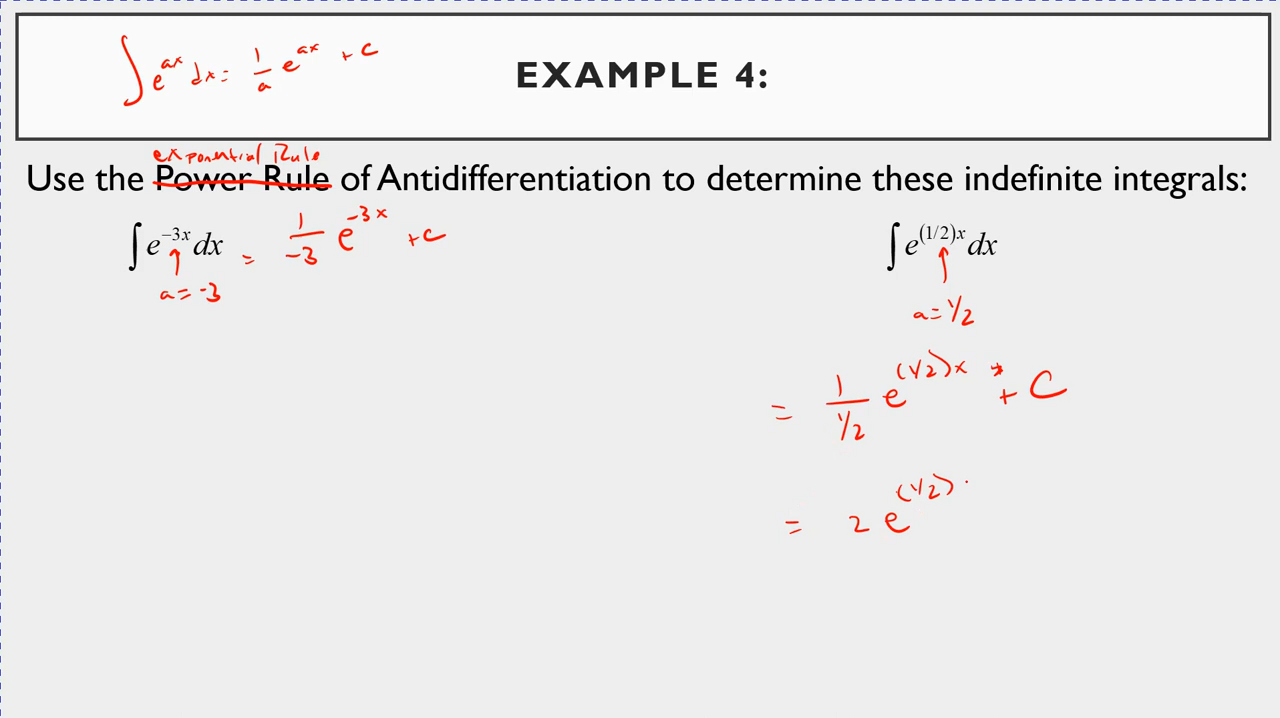 ∫ e^{ax} dx = 1/a e^{ax} + C
EXAMPLE 4:
exponential Rule
Use the Power Rule of Antidifferentiation to determine these indefinite integrals:
∫ e^{−3x} dx = 1/-3 e^{-3x} + C
a = -3
∫ e^{(1/2)x} dx
a = 1/2
= 1/(1/2) e^{(1/2)x} + C
= 2 e^{(1/2)